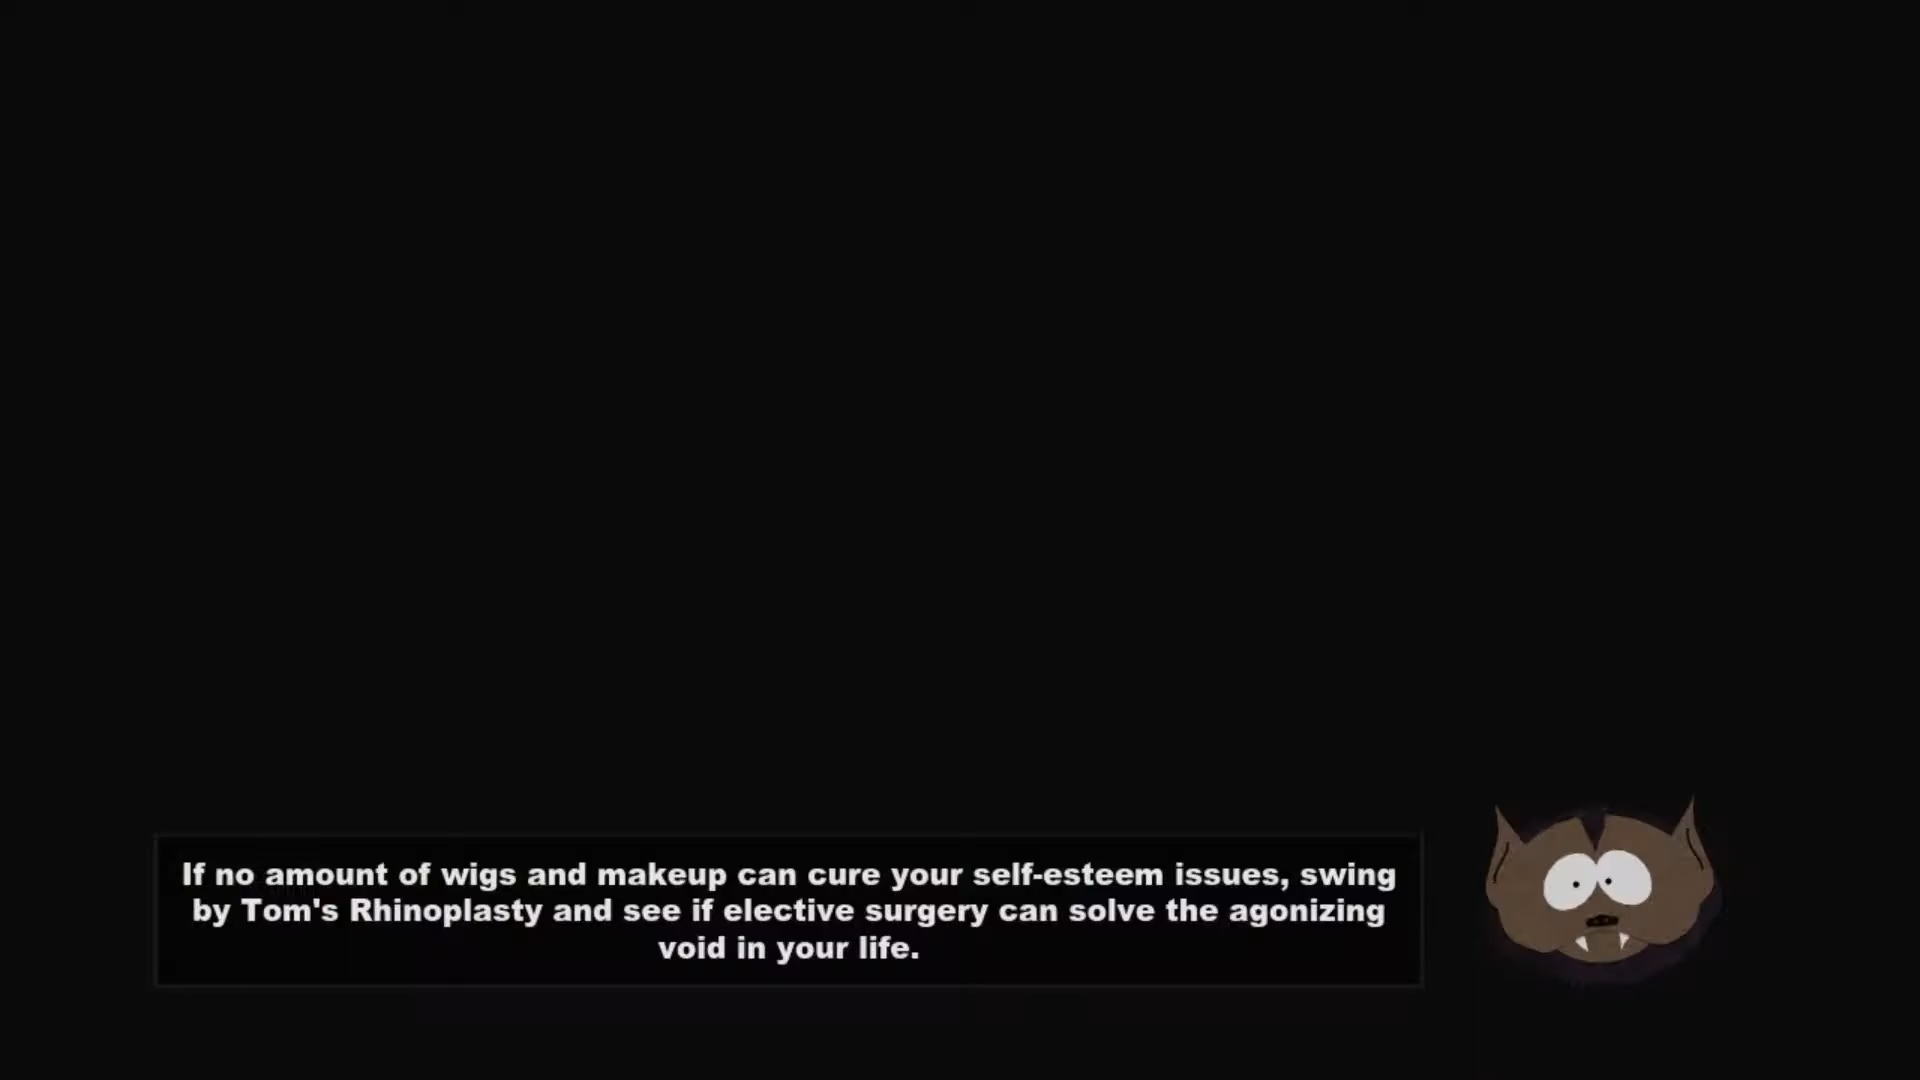 If no amount of wigs and makeup can cure your self-esteem issues, swing
by Tom's Rhinoplasty and see if elective surgery can solve the agonizing
void in your life.